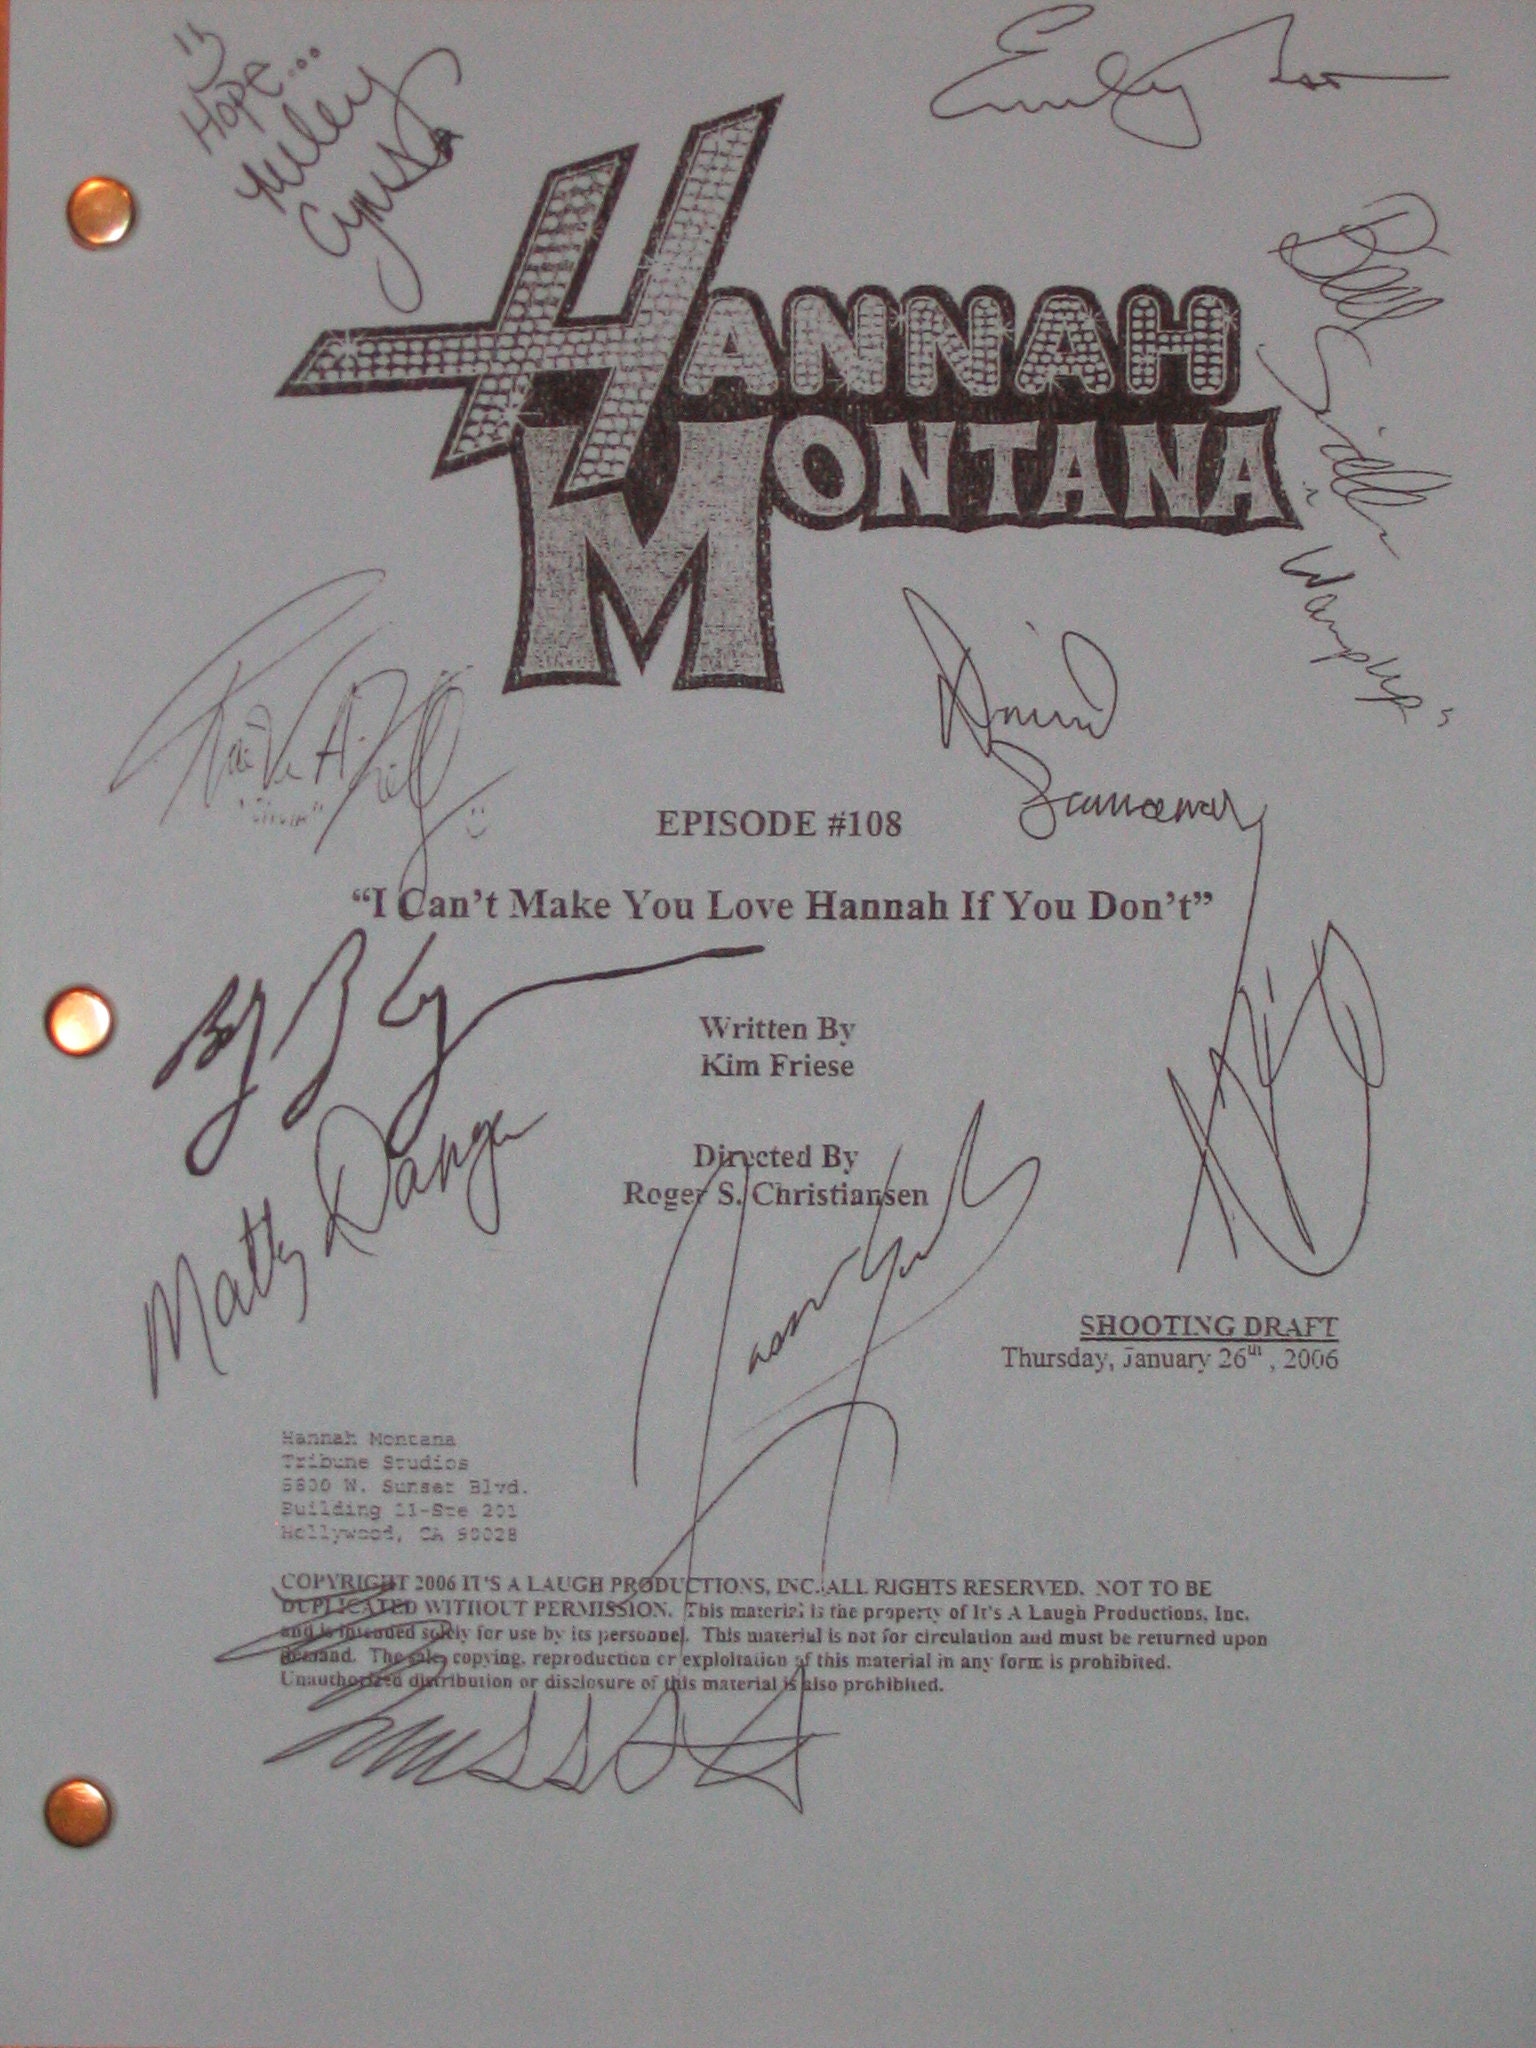 Hope...
Miley
Cyrus
Emily
HANNAH
MONTANA
Matty Danger
EPISODE #108
“I Can’t Make You Love Hannah If You Don’t”
Written By
Kim Friese
Directed By
Roger S. Christiansen
SHOOTING DRAFT
Thursday, January 26th, 2006
Hannah Montana
Tribune Studios
5800 W. Sunset Blvd.
Building 11-Ste 201
Hollywood, CA 90028
COPYRIGHT 2006 IT'S A LAUGH PRODUCTIONS, INC. ALL RIGHTS RESERVED. NOT TO BE
DUPLICATED WITHOUT PERMISSION. This material is the property of It's A Laugh Productions, Inc.
and is intended solely for use by its personnel. This material is not for circulation and must be returned upon
demand. The sale, copying, reproduction or exploitation of this material in any form is prohibited.
Unauthorized distribution or disclosure of this material is also prohibited.